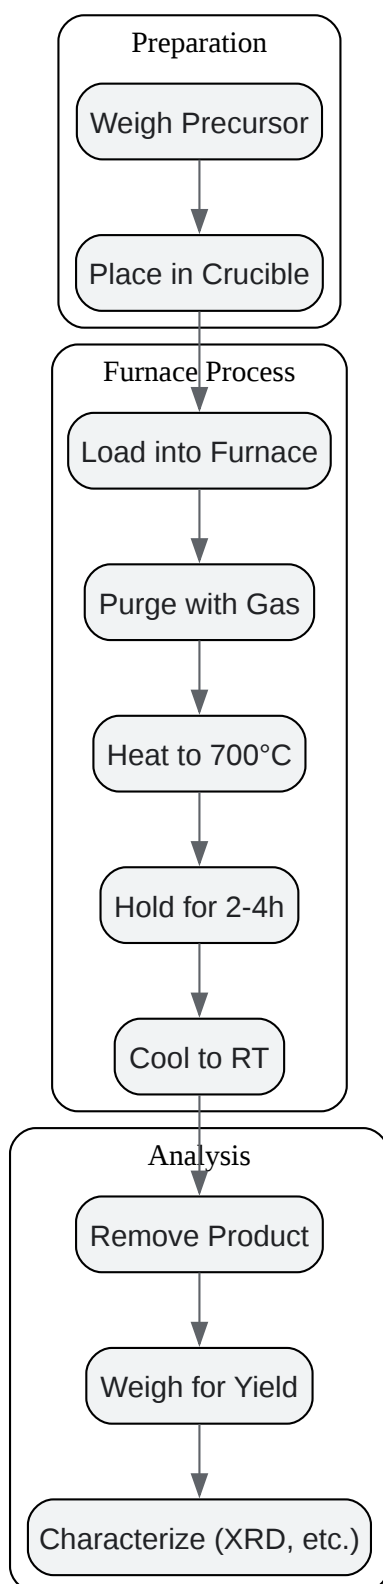 Preparation
Weigh Precursor
Place in Crucible
Furnace Process
Load into Furnace
Purge with Gas
Heat to 700°C
Hold for 2-4h
Cool to RT
Analysis
Remove Product
Weigh for Yield
Characterize (XRD, etc.)